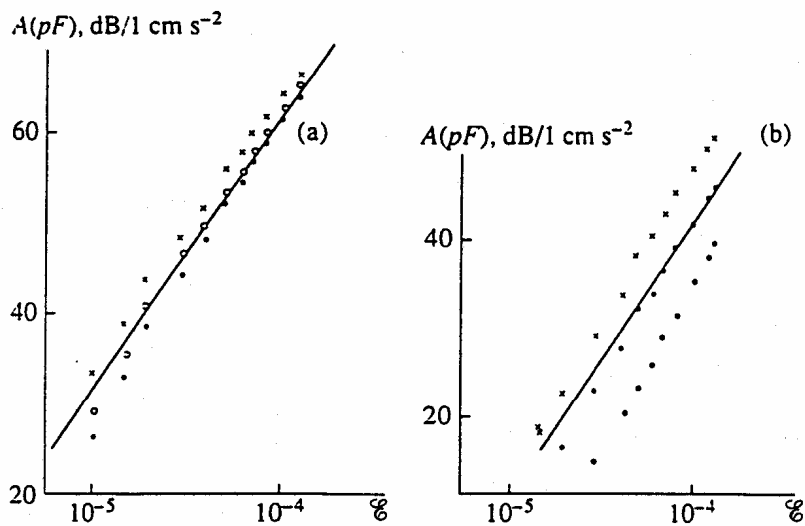 A(pF), dB/1 cm s⁻²
60
(a)
40
20
10⁻⁵
10⁻⁴
ℰ
A(pF), dB/1 cm s⁻²
(b)
40
20
10⁻⁵
10⁻⁴
ℰ